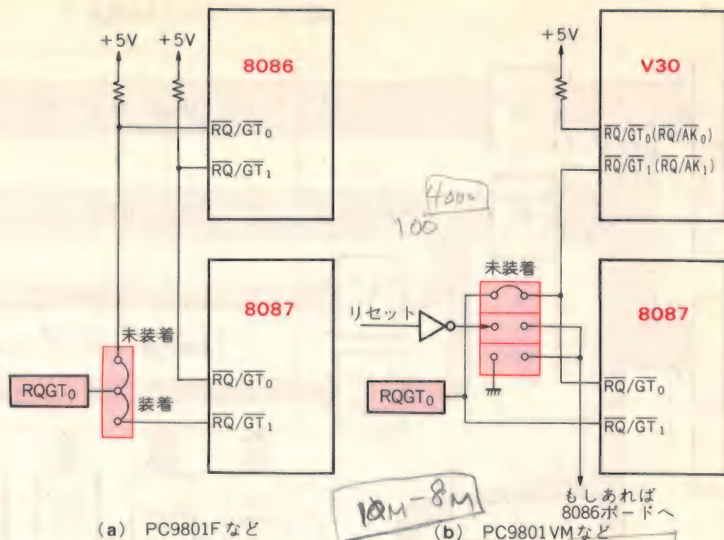 +5V +5V
8086
RQ/GT₀
RQ/GT₁
8087
未装着
装着
RQGT₀
RQ/GT₀
RQ/GT₁
(a) PC9801Fなど
+5V
V30
RQ/GT₀(RQ/AK₀)
RQ/GT₁(RQ/AK₁)
4000
100
未装着
リセット
8087
RQGT₀
RQ/GT₀
RQ/GT₁
もしあれば
8086ボードへ
10M-8M
(b) PC9801VMなど